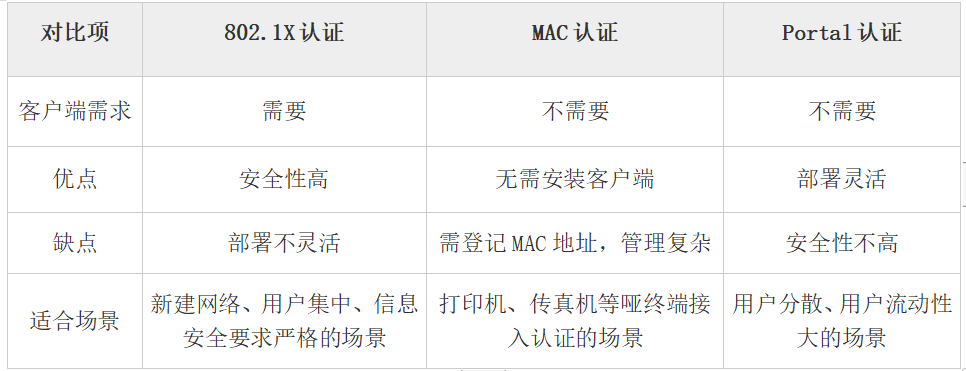 对比项 802.1X认证 MAC认证 Portal认证
客户端需求 需要 不需要 不需要
优点 安全性高 无需安装客户端 部署灵活
缺点 部署不灵活 需登记MAC地址，管理复杂 安全性不高
适合场景 新建网络、用户集中、信息安全要求严格的场景 打印机、传真机等哑终端接入认证的场景 用户分散、用户流动性大的场景